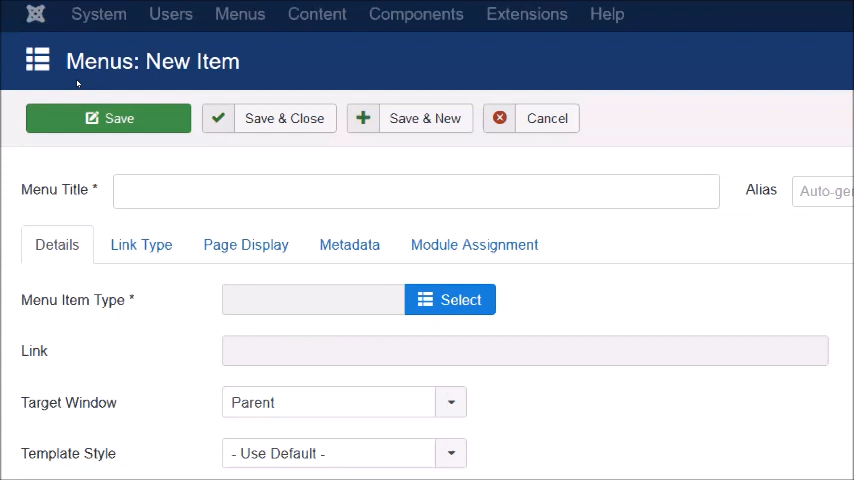 System Users Menus Content Components Extensions Help
Menus: New Item
Save Save & Close Save & New Cancel
Menu Title * Alias Auto-ger
Details Link Type Page Display Metadata Module Assignment
Menu Item Type * Select
Link
Target Window Parent
Template Style - Use Default -